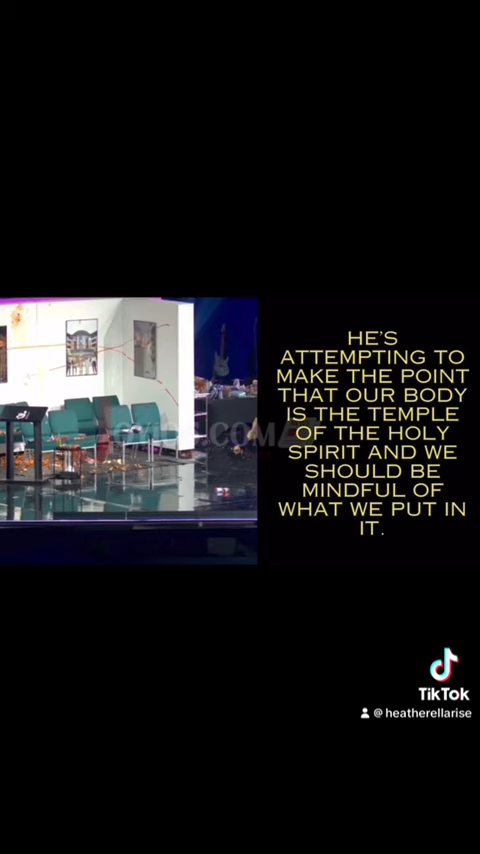 HE'S
ATTEMPTING TO
MAKE THE POINT
THAT OUR BODY
IS THE TEMPLE
OF THE HOLY
SPIRIT AND WE
SHOULD BE
MINDFUL OF
WHAT WE PUT IN
IT.
TikTok
@heatherellarise